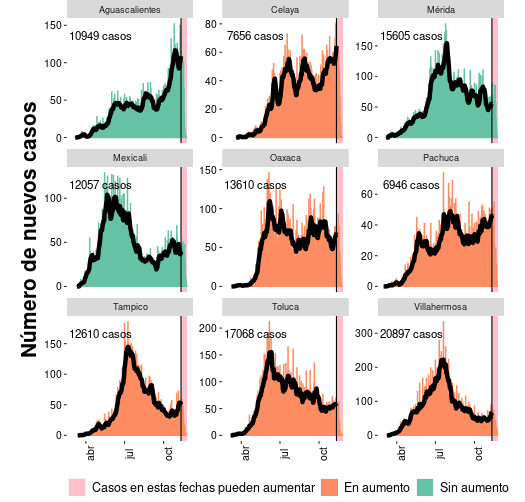 Número de nuevos casos
Aguascalientes
Celaya
Mérida
150
100
50
0
10949 casos
80
60
40
20
0
7656 casos
150
100
50
0
15605 casos
Mexicali
Oaxaca
Pachuca
100
50
0
12057 casos
150
100
50
0
13610 casos
60
40
20
0
6946 casos
Tampico
Toluca
Villahermosa
150
100
50
0
12610 casos
200
150
100
50
0
17068 casos
300
200
100
0
20897 casos
abr
jul
oct
abr
jul
oct
abr
jul
oct
Casos en estas fechas pueden aumentar
En aumento
Sin aumento